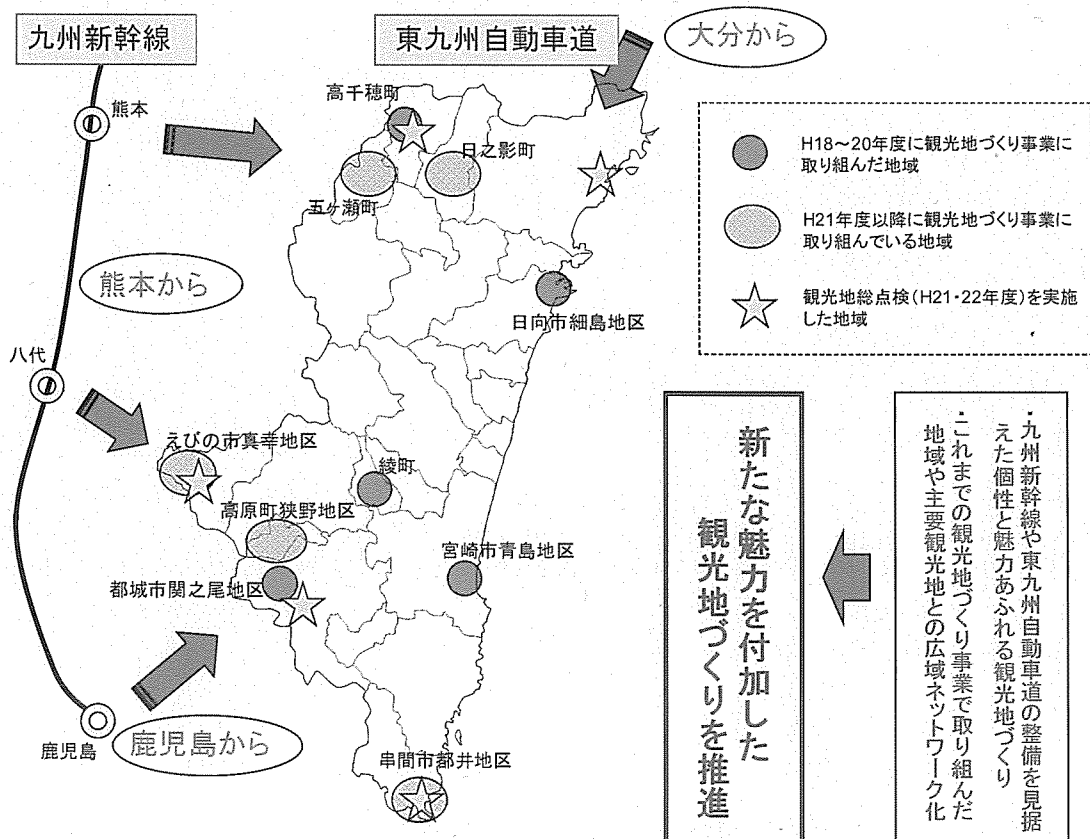 九州新幹線
東九州自動車道
大分から
熊本
高千穂町
日之影町
五ヶ瀬町
H18～20年度に観光地づくり事業に
取り組んだ地域
H21年度以降に観光地づくり事業に
取り組んでいる地域
観光地総点検(H21・22年度)を実施
した地域
熊本から
日向市細島地区
八代
えびの市真幸地区
綾町
高原町狭野地区
宮崎市青島地区
都城市関之尾地区
鹿児島
鹿児島から
串間市都井地区
・九州新幹線や東九州自動車道の整備を見据
えた個性と魅力あふれる観光地づくり
・これまでの観光地づくり事業で取り組んだ
地域や主要観光地との広域ネットワーク化
新たな魅力を付加した
観光地づくりを推進